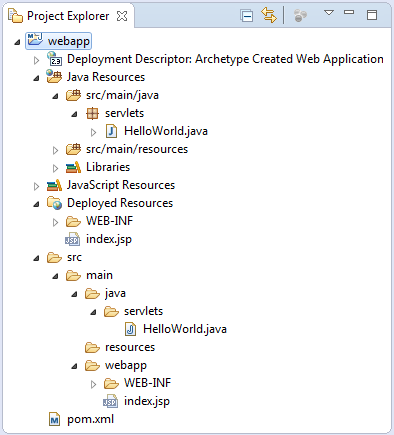 Project Explorer
webapp
Deployment Descriptor: Archetype Created Web Application
Java Resources
src/main/java
servlets
HelloWorld.java
src/main/resources
Libraries
JavaScript Resources
Deployed Resources
WEB-INF
index.jsp
src
main
java
servlets
HelloWorld.java
resources
webapp
WEB-INF
index.jsp
pom.xml